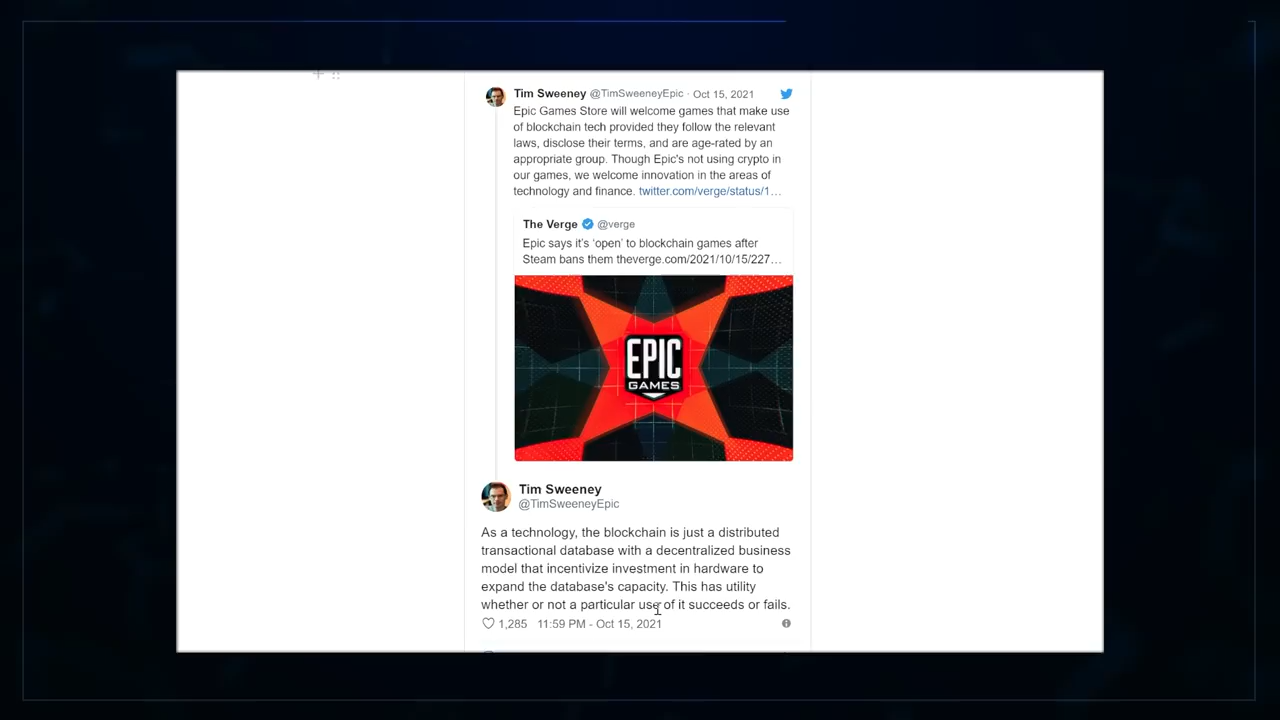 Tim Sweeney @TimSweeneyEpic · Oct 15, 2021
Epic Games Store will welcome games that make use
of blockchain tech provided they follow the relevant
laws, disclose their terms, and are age-rated by an
appropriate group. Though Epic's not using crypto in
our games, we welcome innovation in the areas of
technology and finance. twitter.com/verge/status/1…
The Verge @verge
Epic says it's ‘open’ to blockchain games after
Steam bans them theverge.com/2021/10/15/227…
EPIC
GAMES
Tim Sweeney
@TimSweeneyEpic
As a technology, the blockchain is just a distributed
transactional database with a decentralized business
model that incentivize investment in hardware to
expand the database's capacity. This has utility
whether or not a particular use of it succeeds or fails.
1,285 11:59 PM - Oct 15, 2021